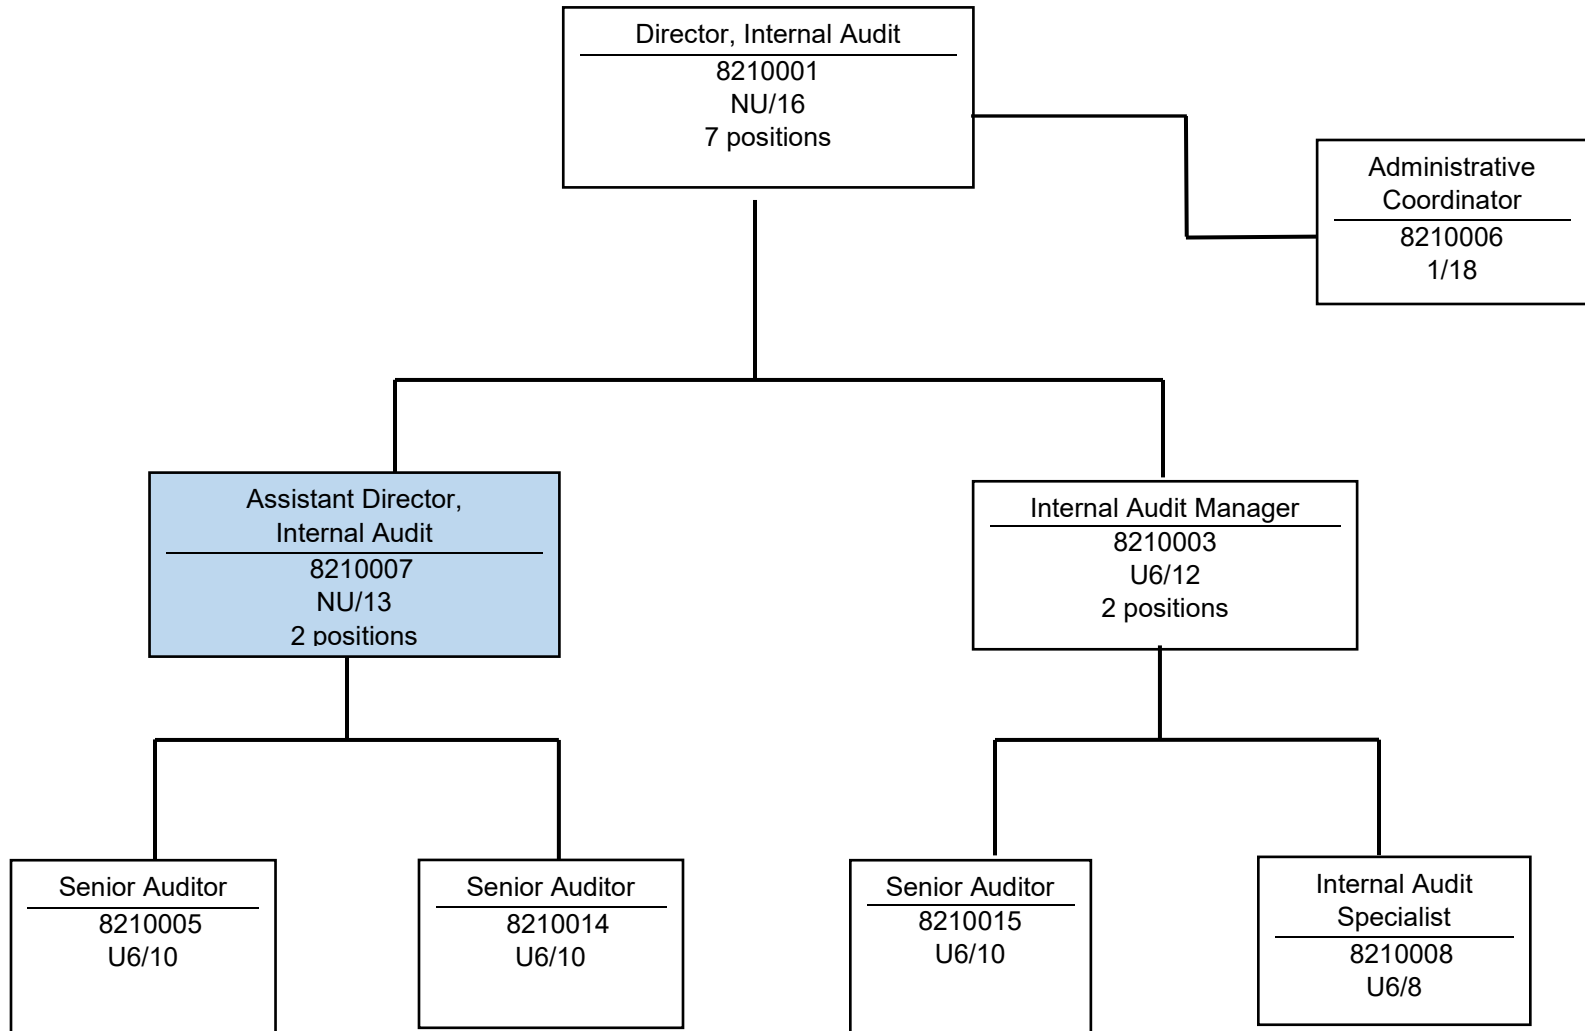 Director, Internal Audit
8210001
NU/16
7 positions
Administrative
Coordinator
8210006
1/18
Assistant Director,
Internal Audit
8210007
NU/13
2 positions
Internal Audit Manager
8210003
U6/12
2 positions
Senior Auditor
8210005
U6/10
Senior Auditor
8210014
U6/10
Senior Auditor
8210015
U6/10
Internal Audit
Specialist
8210008
U6/8